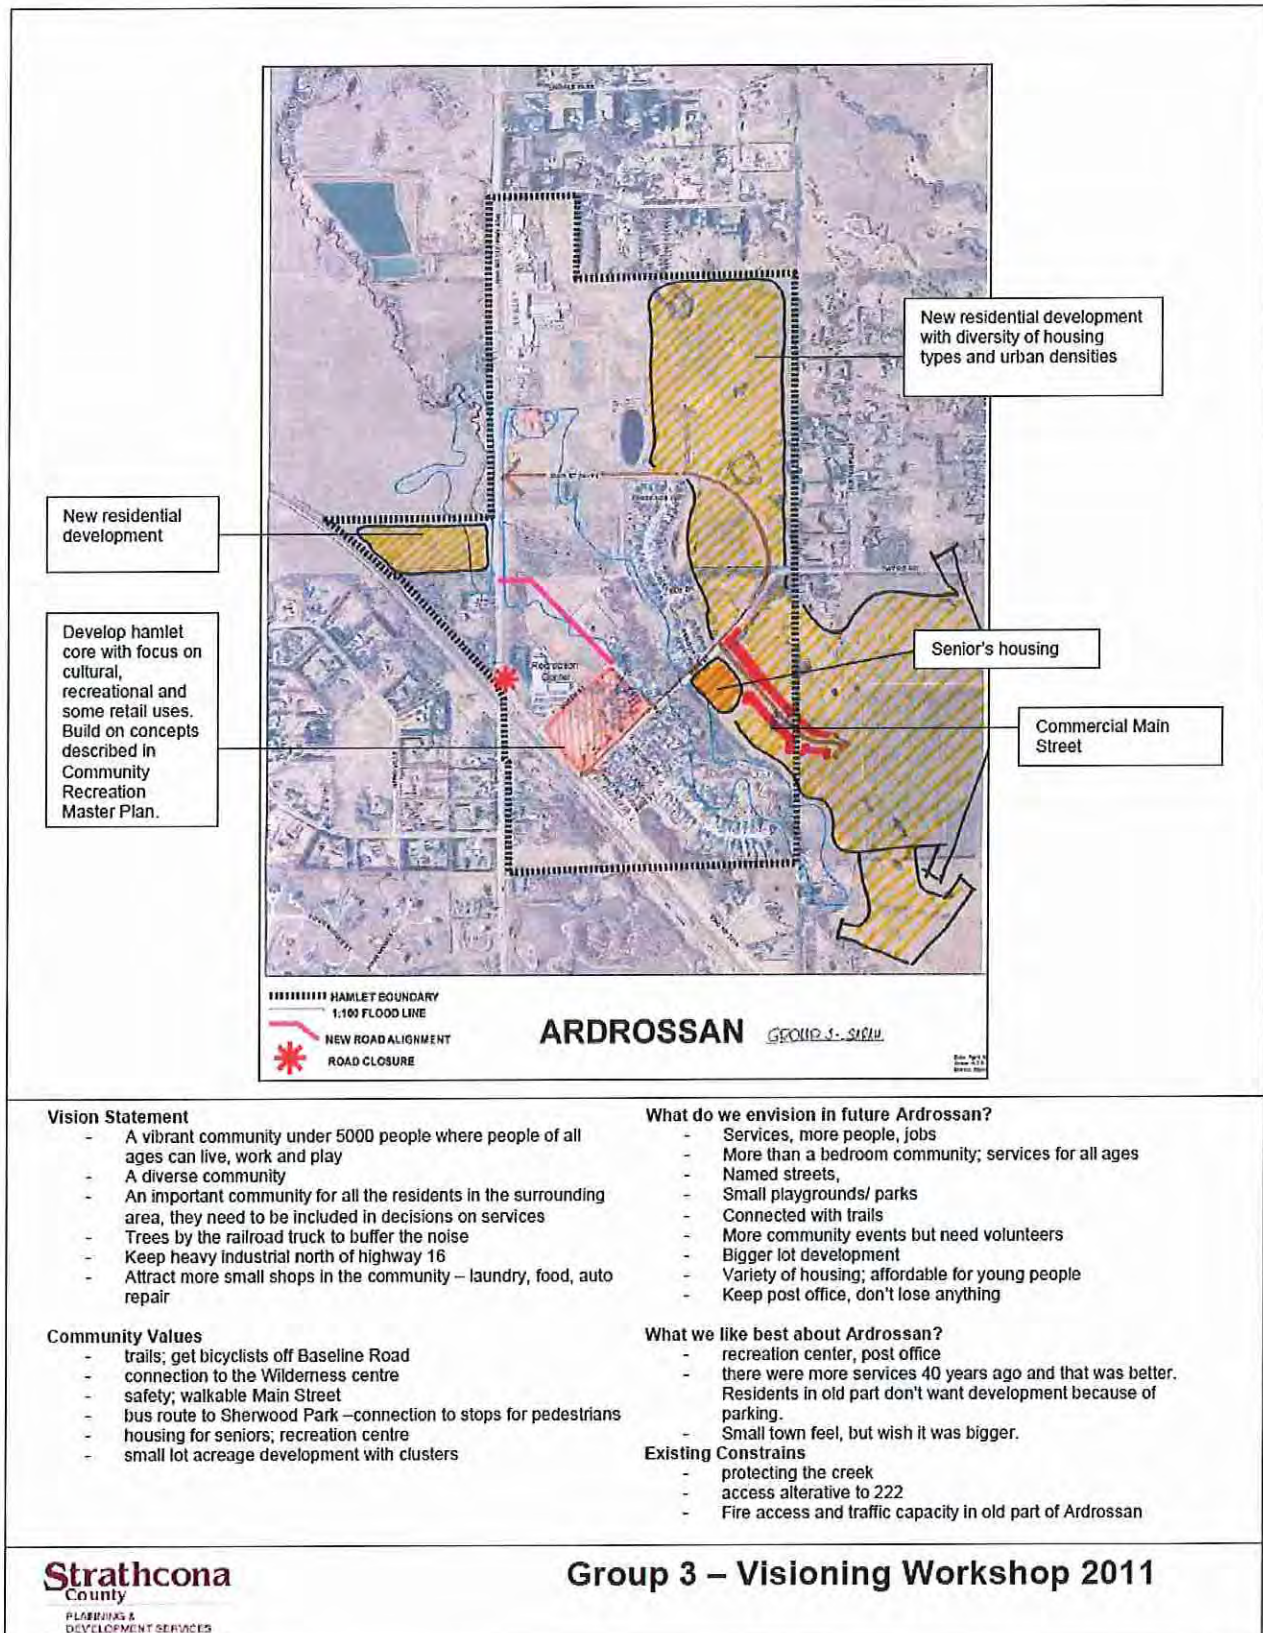 New residential development
with diversity of housing
types and urban densities
New residential
development
Develop hamlet
core with focus on
cultural,
recreational and
some retail uses.
Build on concepts
described in
Community
Recreation
Master Plan.
Recreation
Center
Senior's housing
Commercial Main
Street
HAMLET BOUNDARY
1:100 FLOOD LINE
NEW ROAD ALIGNMENT
ROAD CLOSURE
ARDROSSAN
GROUP 3-
Vision Statement
- A vibrant community under 5000 people where people of all
ages can live, work and play
- A diverse community
- An important community for all the residents in the surrounding
area, they need to be included in decisions on services
- Trees by the railroad truck to buffer the noise
- Keep heavy industrial north of highway 16
- Attract more small shops in the community – laundry, food, auto
repair
Community Values
- trails; get bicyclists off Baseline Road
- connection to the Wilderness centre
- safety; walkable Main Street
- bus route to Sherwood Park –connection to stops for pedestrians
- housing for seniors; recreation centre
- small lot acreage development with clusters
What do we envision in future Ardrossan?
- Services, more people, jobs
- More than a bedroom community; services for all ages
- Named streets,
- Small playgrounds/ parks
- Connected with trails
- More community events but need volunteers
- Bigger lot development
- Variety of housing; affordable for young people
- Keep post office, don't lose anything
What we like best about Ardrossan?
- recreation center, post office
- there were more services 40 years ago and that was better.
Residents in old part don't want development because of
parking.
- Small town feel, but wish it was bigger.
Existing Constrains
- protecting the creek
- access alterative to 222
- Fire access and traffic capacity in old part of Ardrossan
Strathcona
County
PLANNING &
DEVELOPMENT SERVICES
Group 3 – Visioning Workshop 2011